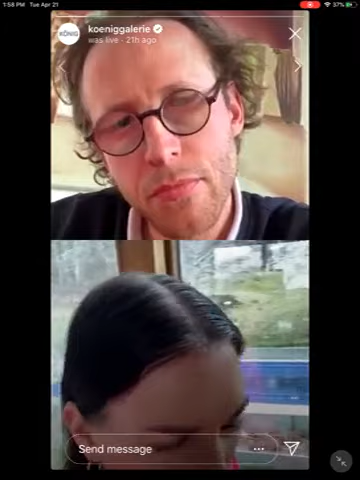 1:58 PM Tue Apr 21
37%
KÖNIG
koeniggalerie
was live · 21h ago
Send message